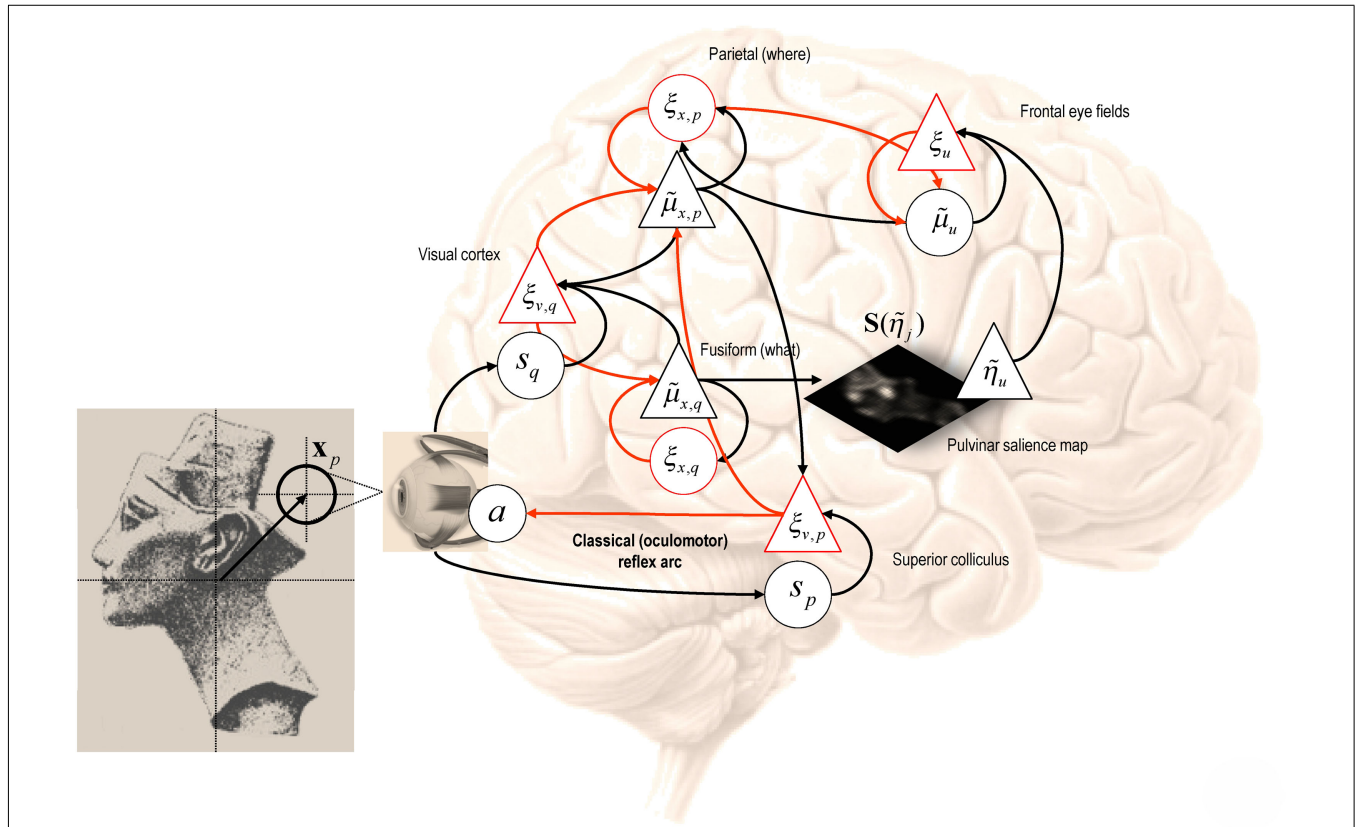 Parietal (where)
ξx,p
Frontal eye fields
ξu
μ̃x,p
μ̃u
Visual cortex
ξv,q
S(η̃j)
Fusiform (what)
sq
η̃u
μ̃x,q
Pulvinar salience map
xp
ξx,q
a
ξv,p
Classical (oculomotor)
reflex arc
Superior colliculus
sp